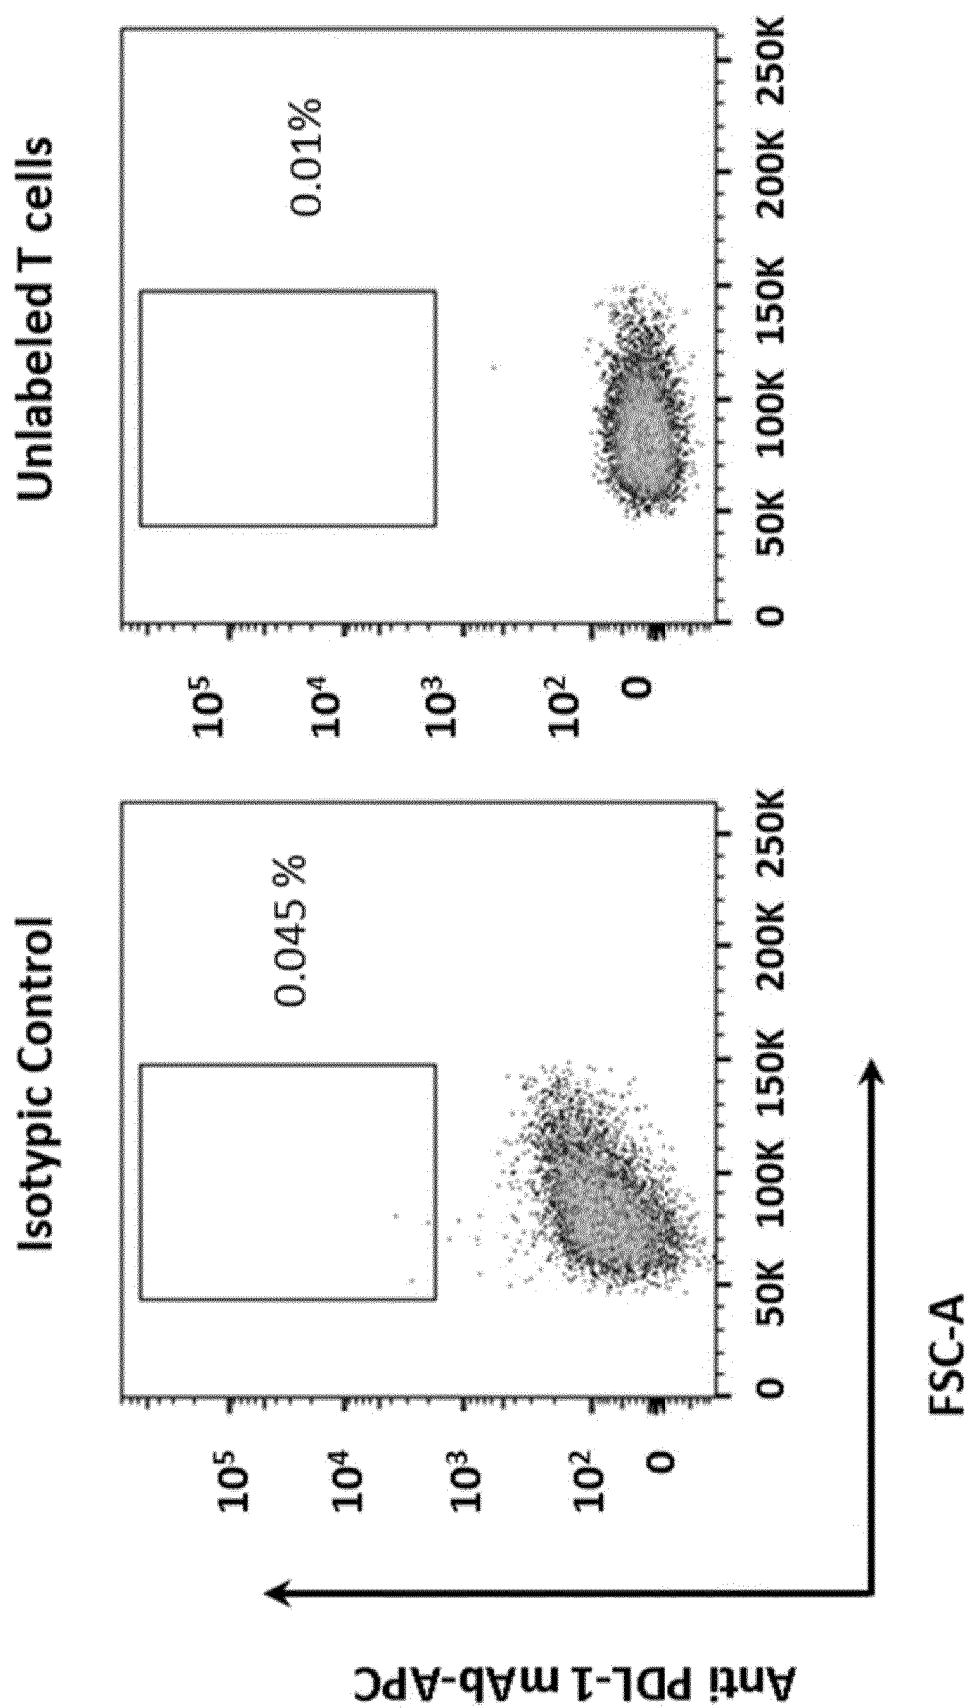 Isotypic Control
Unlabeled T cells
10⁵
10⁴
10³
10²
0
0.045 %
0 50K 100K 150K 200K 250K
10⁵
10⁴
10³
10²
0
0.01%
0 50K 100K 150K 200K 250K
Anti PDL-1 mAb-APC
FSC-A